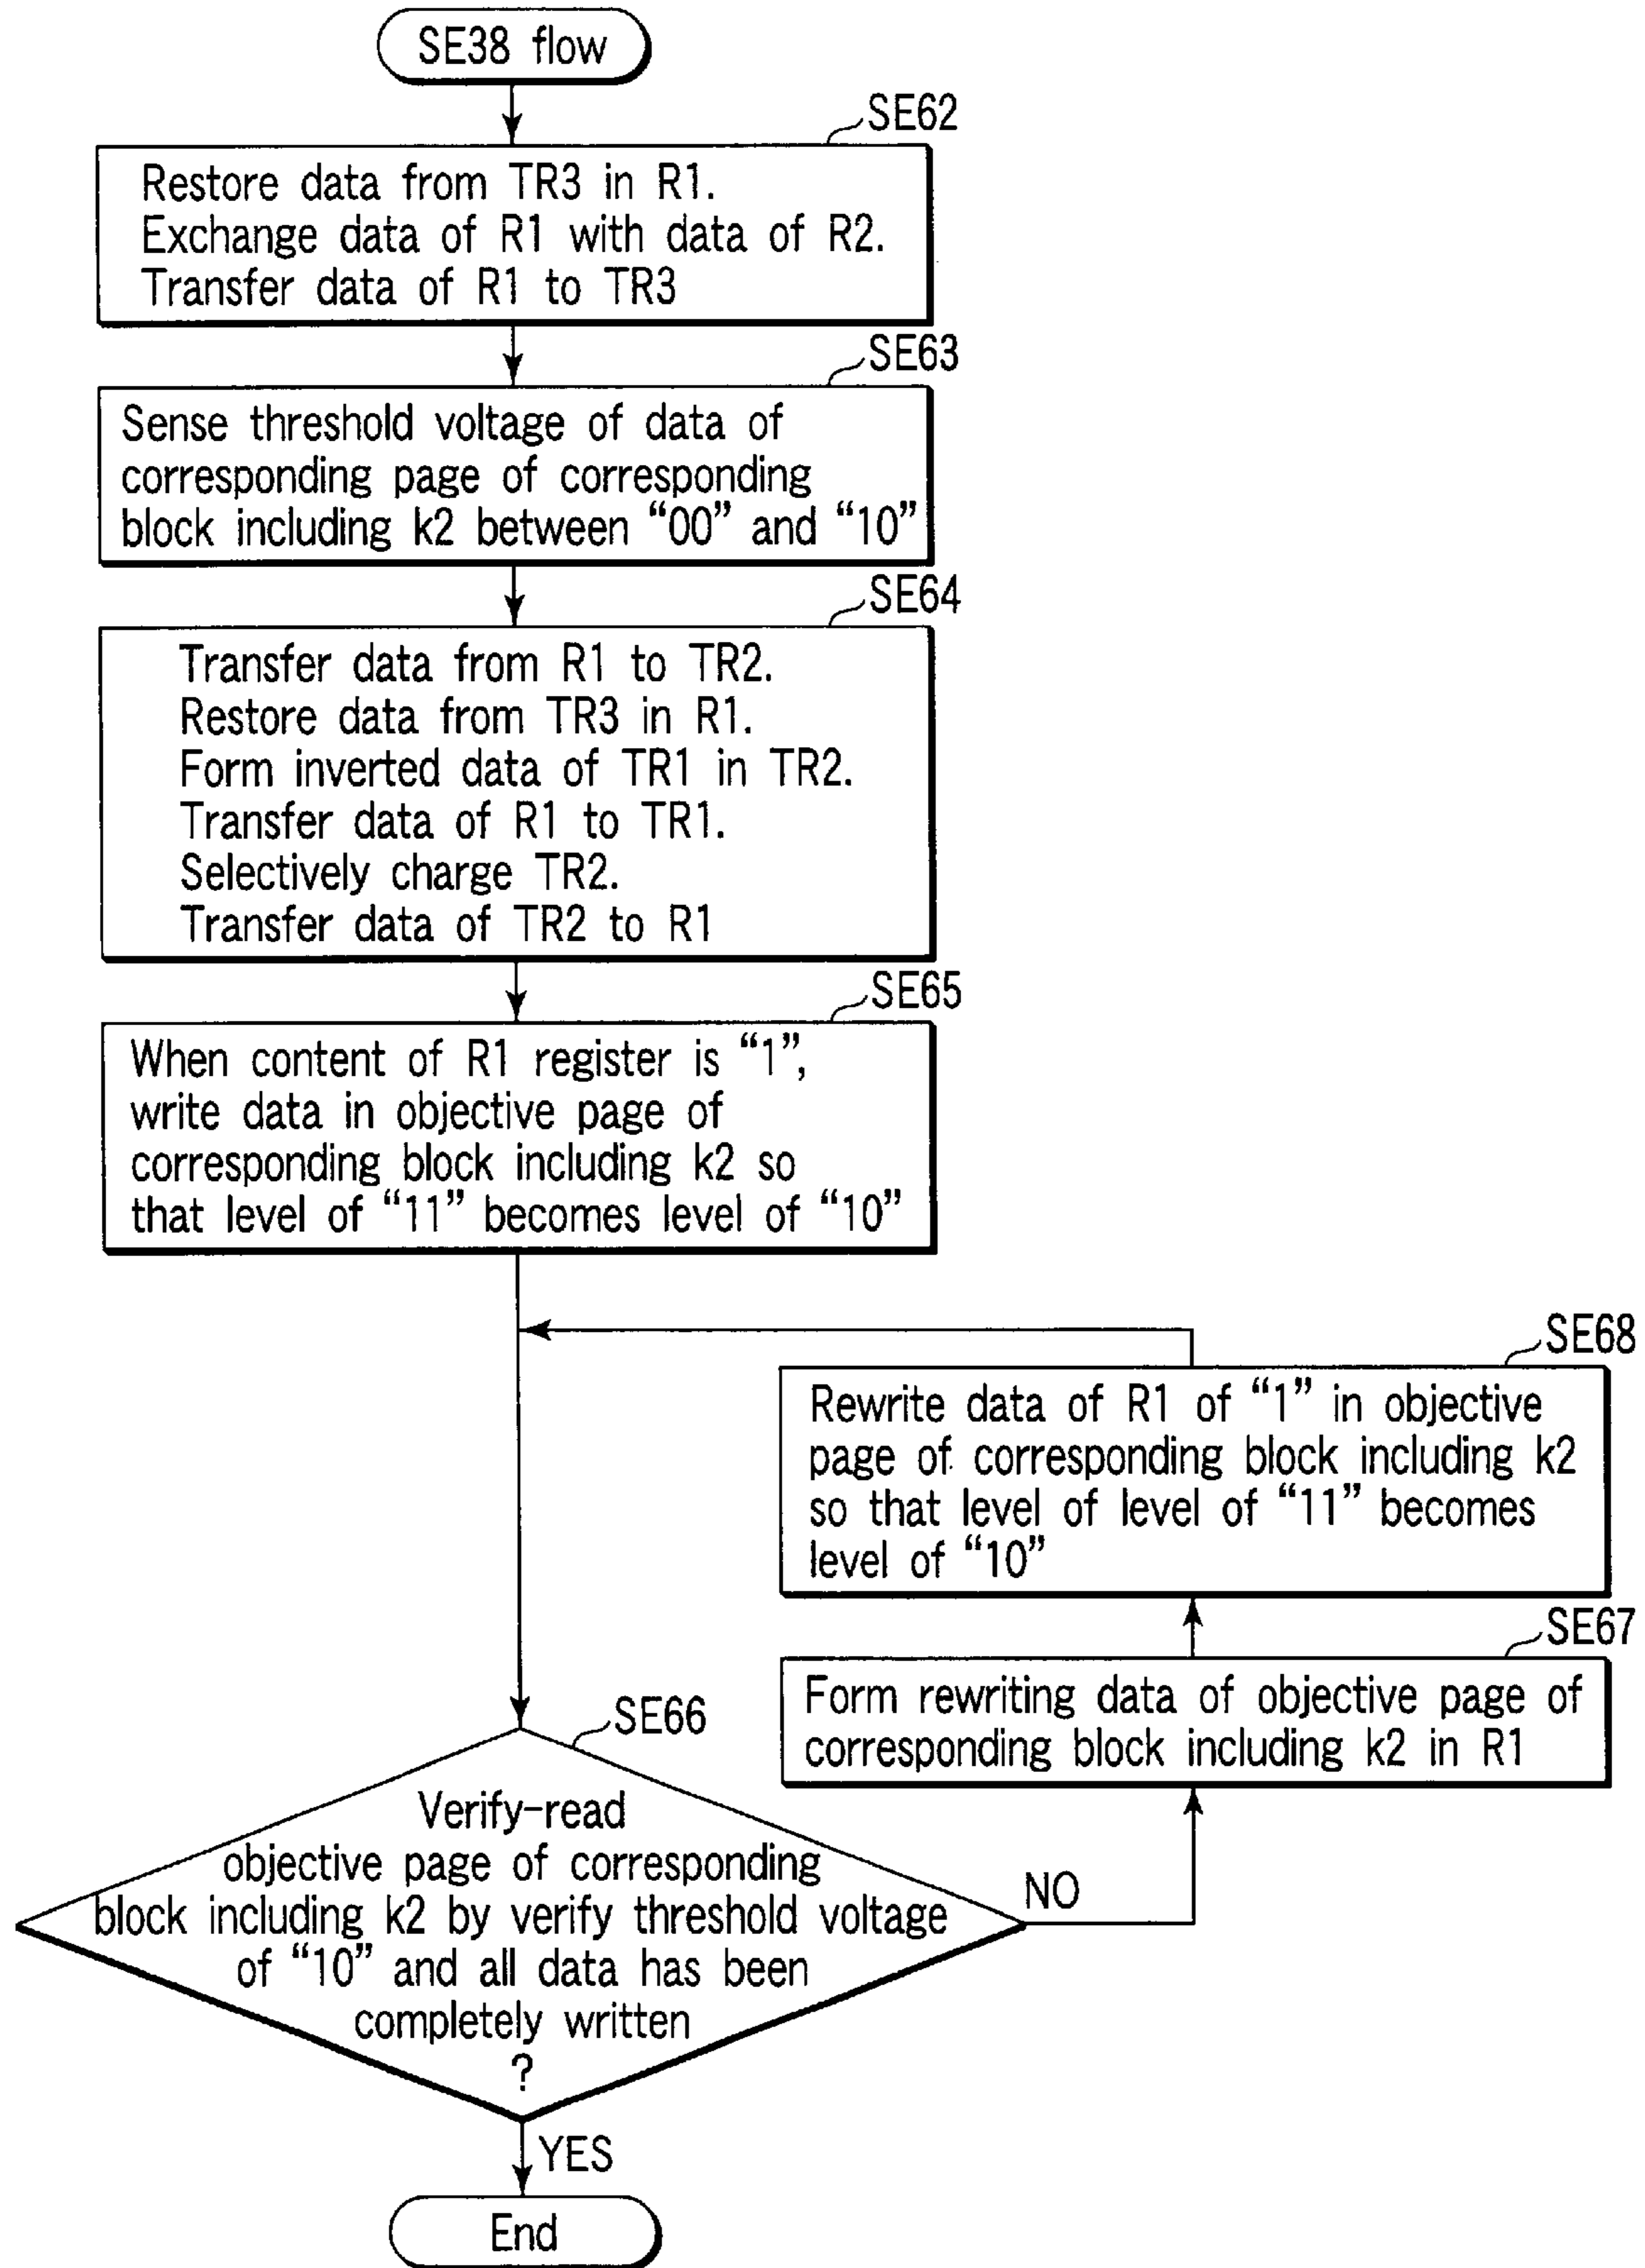 SE38 flow
SE62
Restore data from TR3 in R1.
Exchange data of R1 with data of R2.
Transfer data of R1 to TR3
SE63
Sense threshold voltage of data of
corresponding page of corresponding
block including k2 between “00” and “10”
SE64
Transfer data from R1 to TR2.
Restore data from TR3 in R1.
Form inverted data of TR1 in TR2.
Transfer data of R1 to TR1.
Selectively charge TR2.
Transfer data of TR2 to R1
SE65
When content of R1 register is “1”,
write data in objective page of
corresponding block including k2 so
that level of “11” becomes level of “10”
SE68
Rewrite data of R1 of “1” in objective
page of corresponding block including k2
so that level of level of “11” becomes
level of “10”
SE67
Form rewriting data of objective page of
corresponding block including k2 in R1
SE66
Verify-read
objective page of corresponding
block including k2 by verify threshold voltage
of “10” and all data has been
completely written
?
NO
YES
End